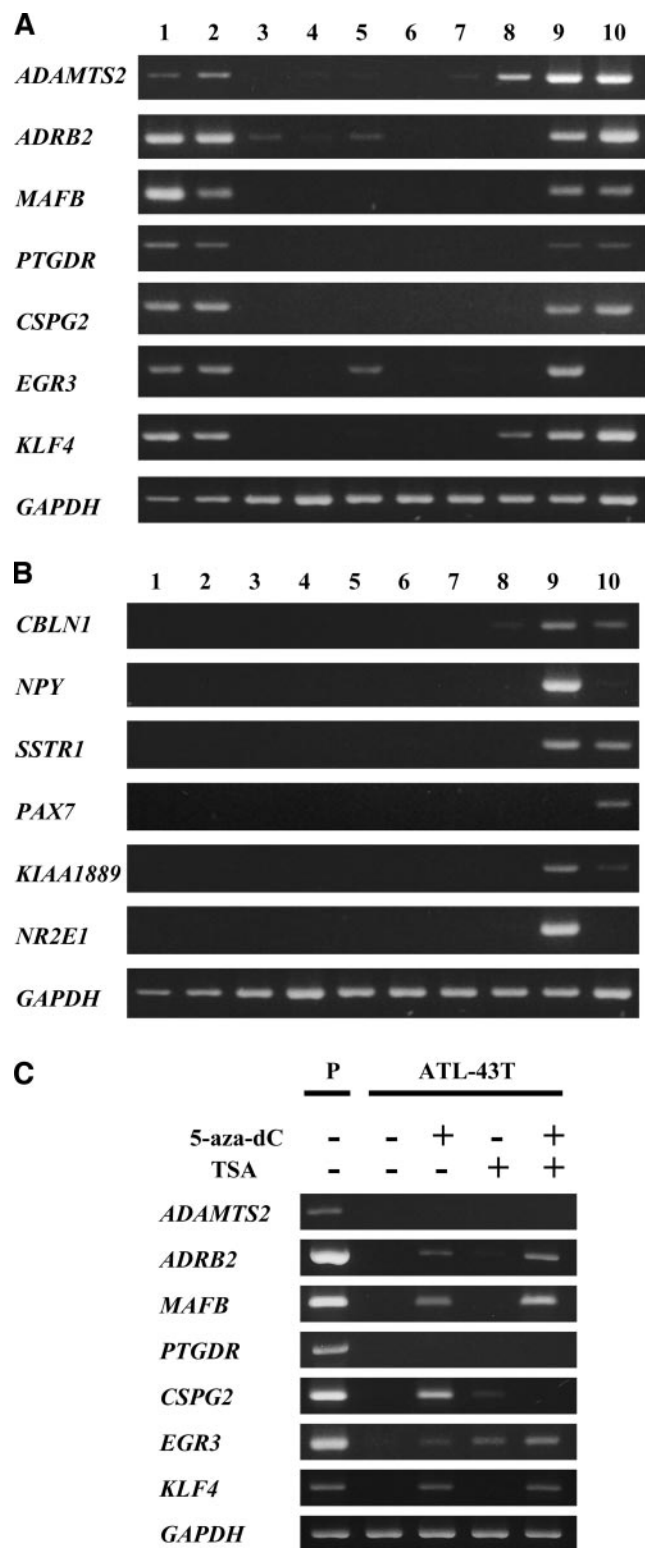 A
1 2 3 4 5 6 7 8 9 10
ADAMTS2
ADRB2
MAFB
PTGDR
CSPG2
EGR3
KLF4
GAPDH
B
1 2 3 4 5 6 7 8 9 10
CBLN1
NPY
SSTR1
PAX7
KIAA1889
NR2E1
GAPDH
C
P ATL-43T
5-aza-dC - - + - +
TSA - - - + +
ADAMTS2
ADRB2
MAFB
PTGDR
CSPG2
EGR3
KLF4
GAPDH